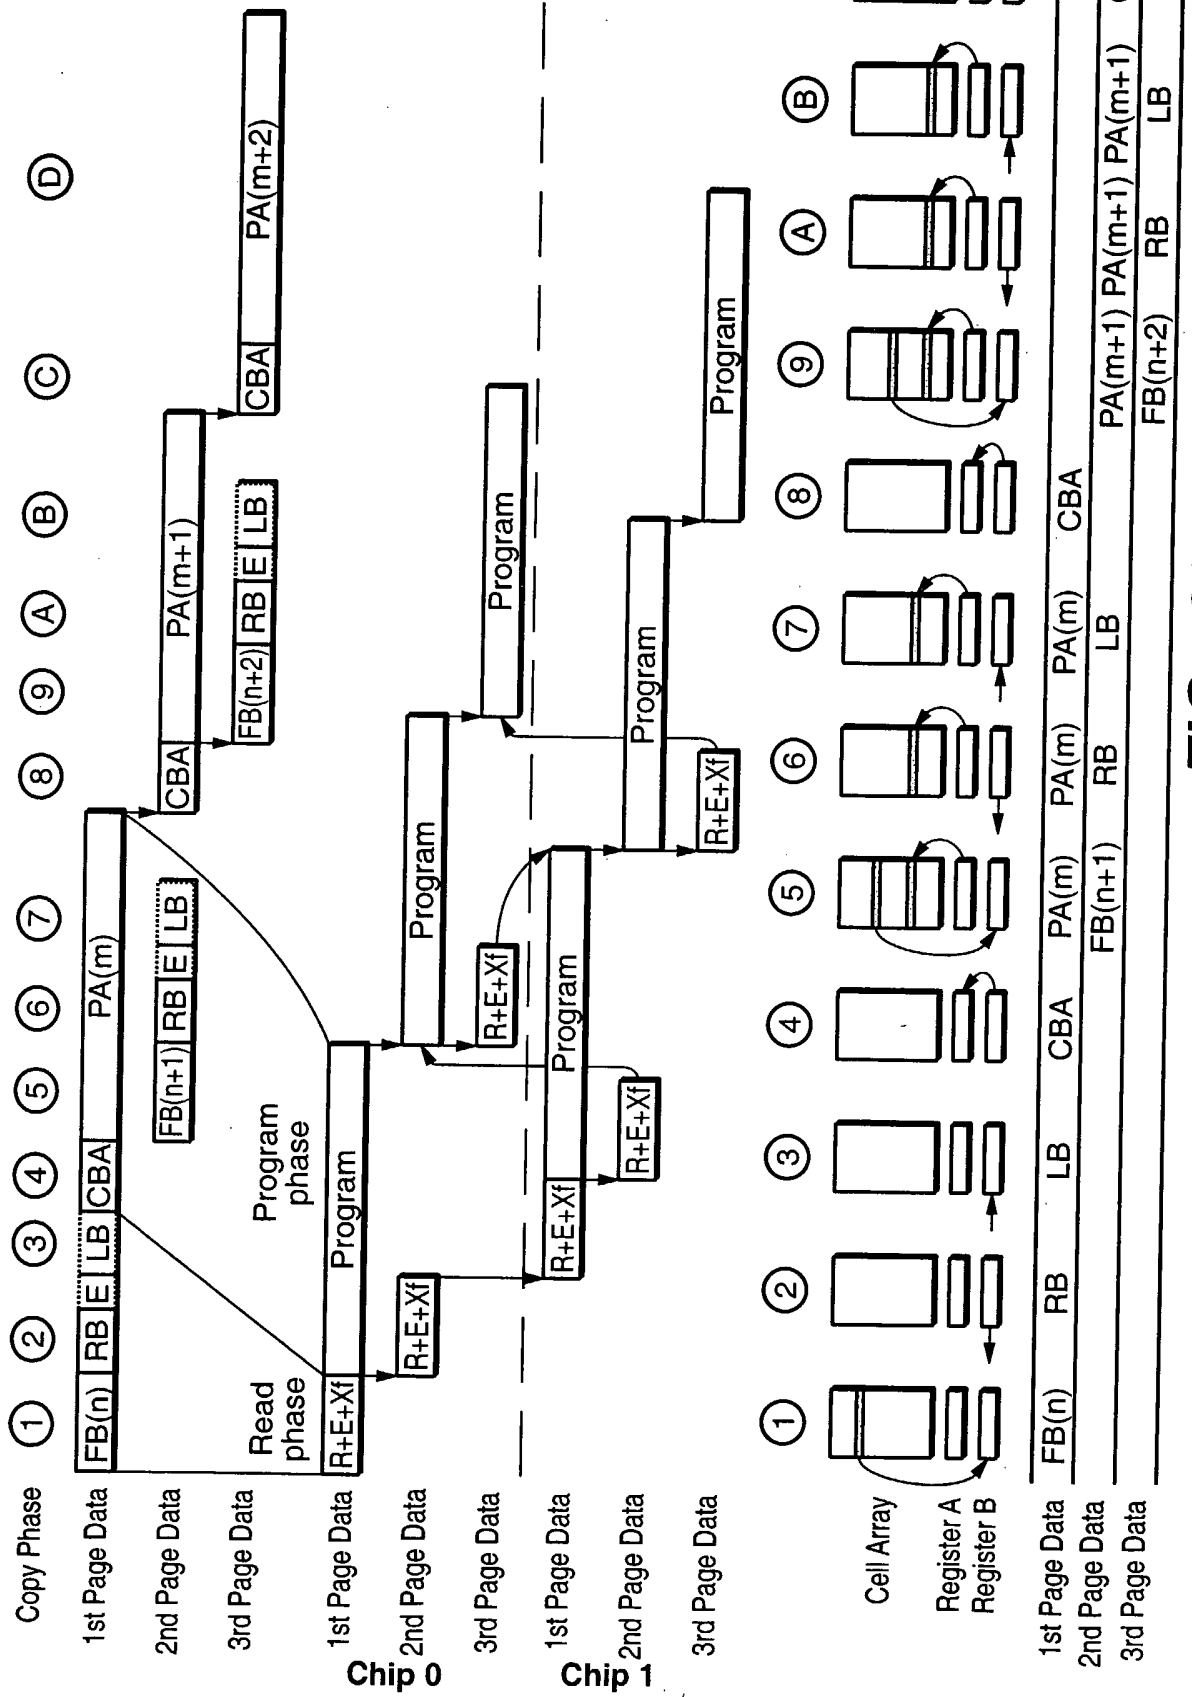 Copy Phase 1 2 3 4 5 6 7 8 9 A B C D
1st Page Data FB(n) RB E LB CBA PA(m)
2nd Page Data FB(n+1) RB E LB CBA PA(m+1)
3rd Page Data FB(n+2) RB E LB CBA PA(m+2)
Read phase
Program phase
Chip 0
1st Page Data R+E+Xf Program
2nd Page Data R+E+Xf Program
3rd Page Data R+E+Xf Program
Chip 1
1st Page Data R+E+Xf Program
2nd Page Data R+E+Xf Program
3rd Page Data R+E+Xf Program
1 2 3 4 5 6 7 8 9 A B
Cell Array
Register A
Register B
1st Page Data FB(n) RB LB CBA PA(m) PA(m) PA(m) CBA
2nd Page Data FB(n+1) RB LB PA(m+1) PA(m+1) PA(m+1)
3rd Page Data FB(n+2) RB LB